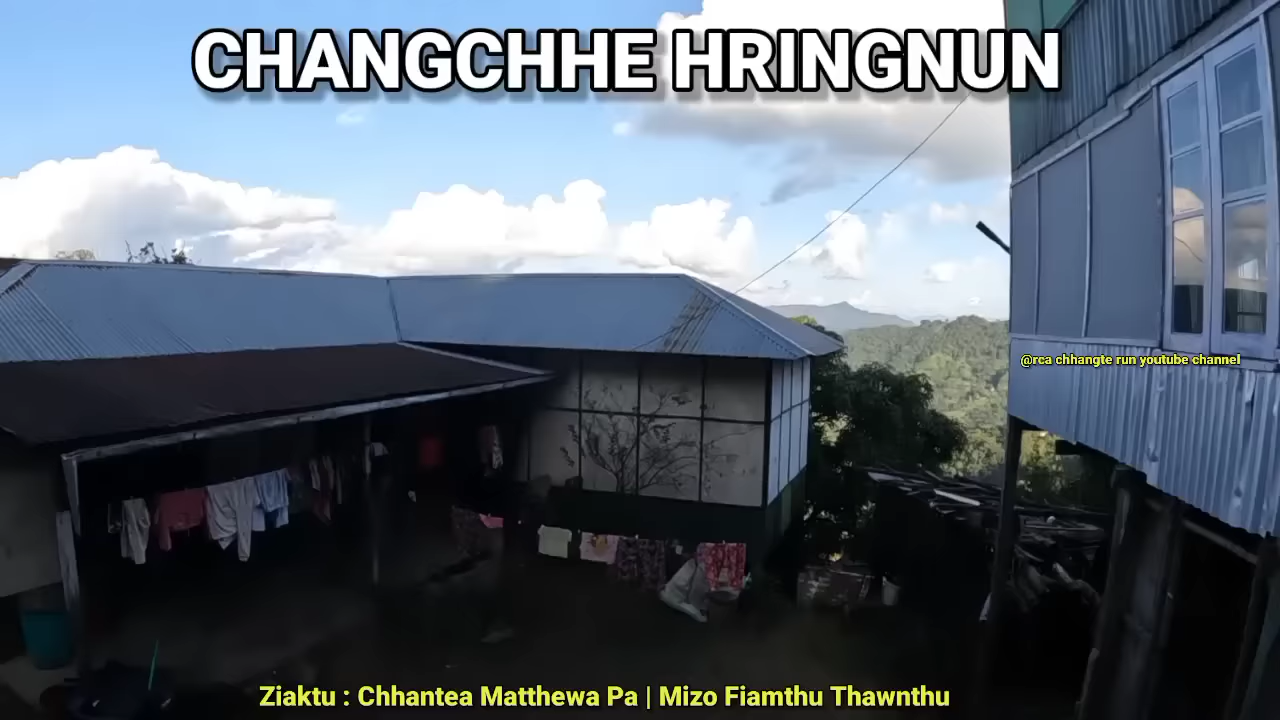 CHANGCHHE HRINGNUN
@rca chhangte run youtube channel
Ziaktu : Chhantea Matthewa Pa | Mizo Fiamthu Thawnthu